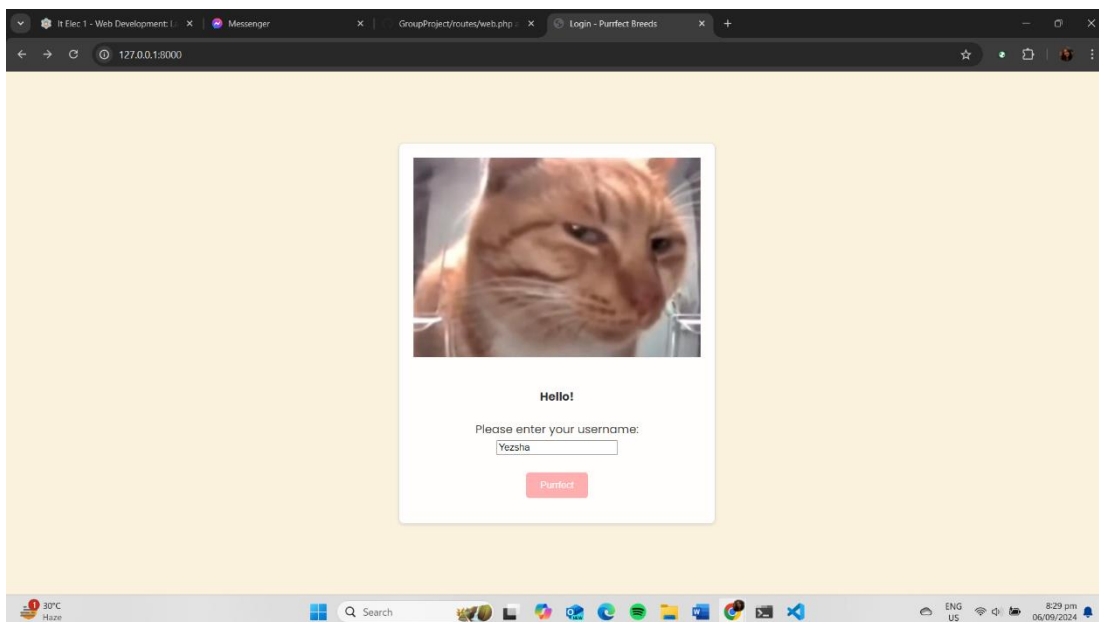 It Elec 1 - Web Development: L
Messenger
GroupProject/routes/web.php
Login - Purrfect Breeds
127.0.0.1:8000
Hello!
Please enter your username:
Yezsha
Purrfect
1
30°C
Haze
Search
ENG
US
8:29 pm
06/09/2024